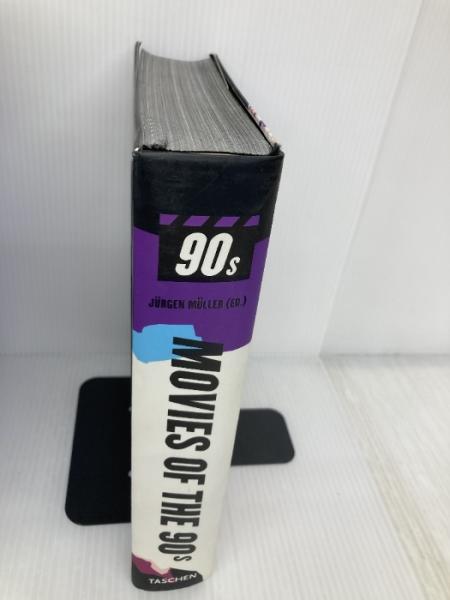 90s
JÜRGEN MÜLLER (ED.)
MOVIES OF THE 90s
TASCHEN